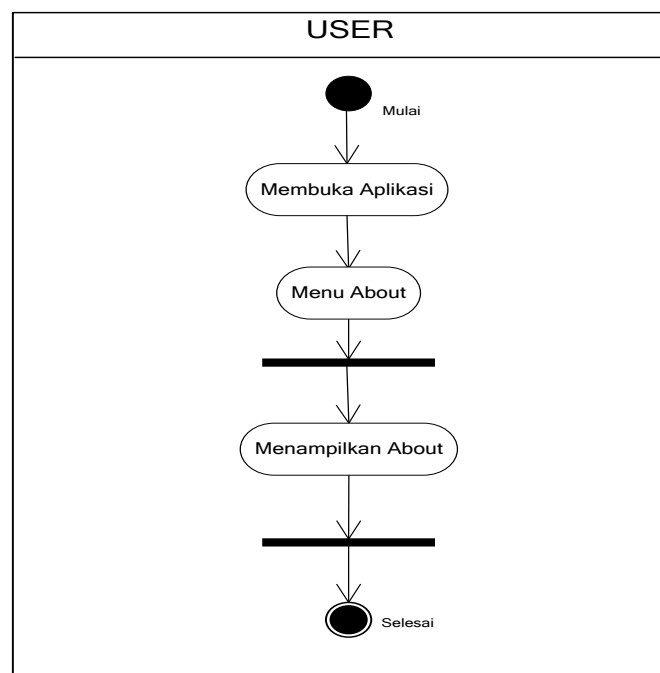 USER
Mulai
Membuka Aplikasi
Menu About
Menampilkan About
Selesai